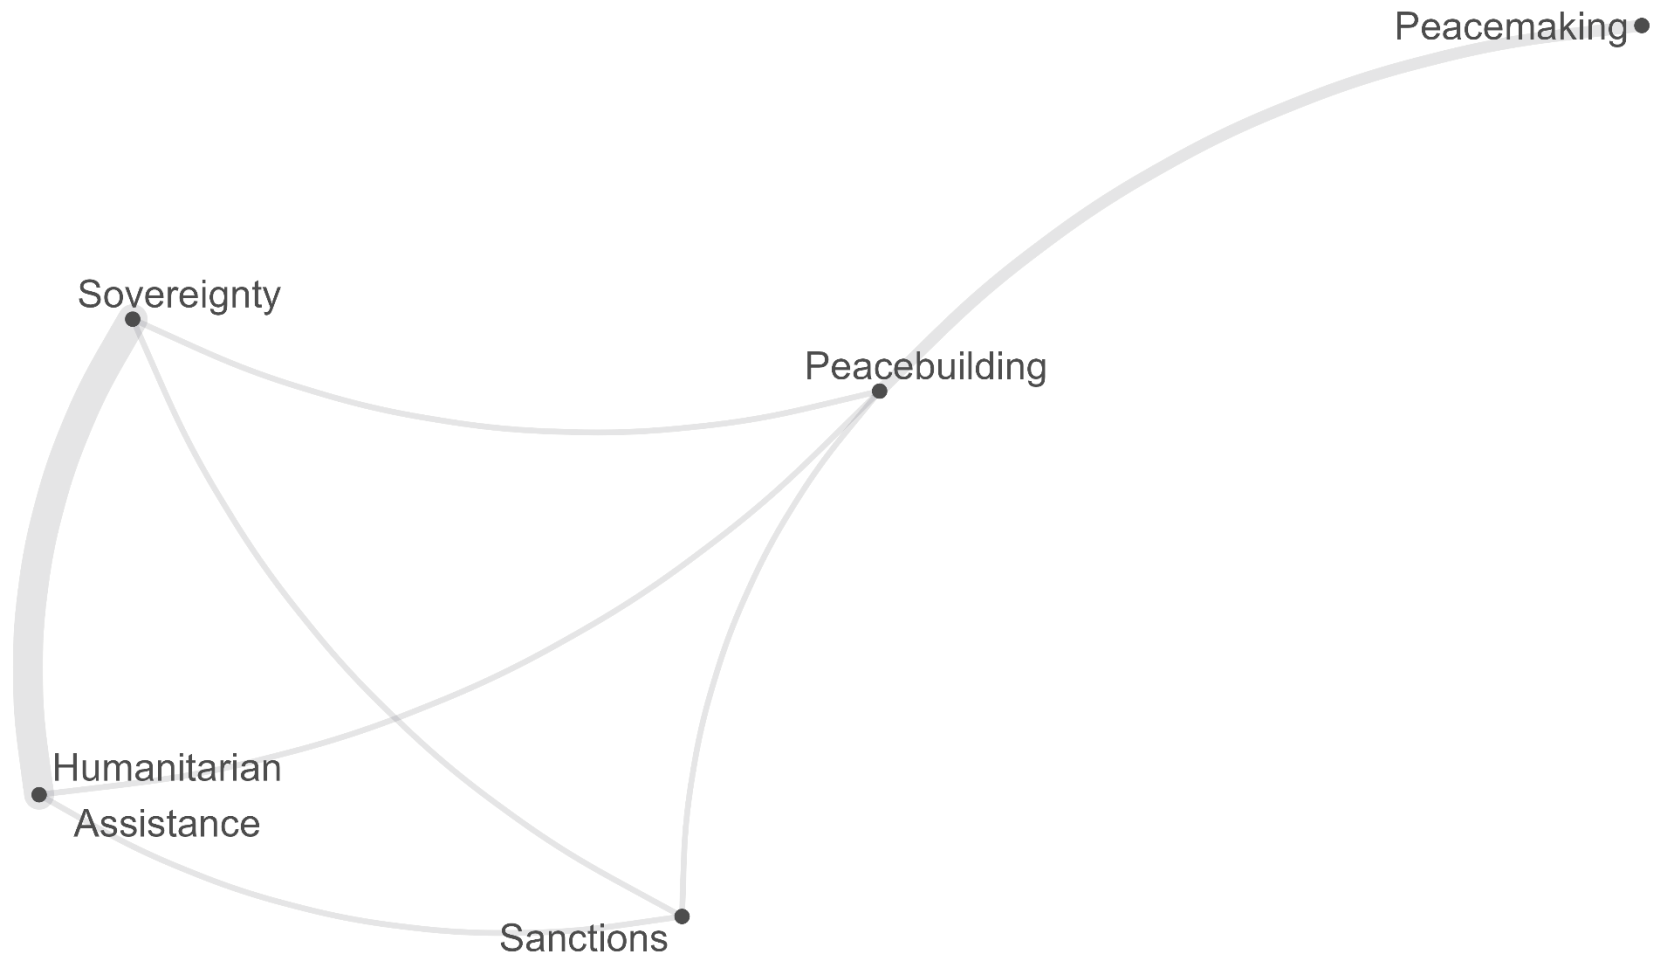 Peacemaking
Sovereignty
Peacebuilding
Humanitarian
Assistance
Sanctions